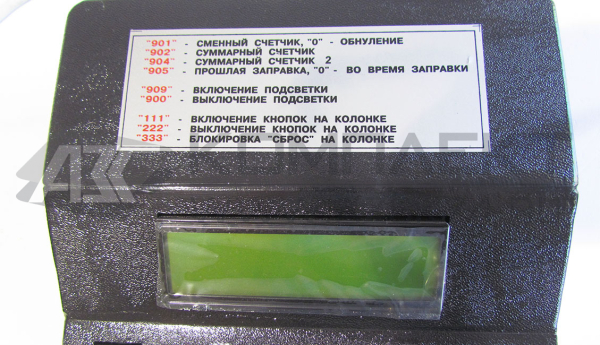 "901" - СМЕННЫЙ СЧЕТЧИК, "0" - ОБНУЛЕНИЕ
"902" - СУММАРНЫЙ СЧЕТЧИК
"904" - СУММАРНЫЙ СЧЕТЧИК 2
"905" - ПРОШЛАЯ ЗАПРАВКА, "0" - ВО ВРЕМЯ ЗАПРАВКИ
"909" - ВКЛЮЧЕНИЕ ПОДСВЕТКИ
"900" - ВЫКЛЮЧЕНИЕ ПОДСВЕТКИ
"111" - ВКЛЮЧЕНИЕ КНОПОК НА КОЛОНКЕ
"222" - ВЫКЛЮЧЕНИЕ КНОПОК НА КОЛОНКЕ
"333" - БЛОКИРОВКА "СБРОС" НА КОЛОНКЕ
АЗК КОМПЛЕКТ